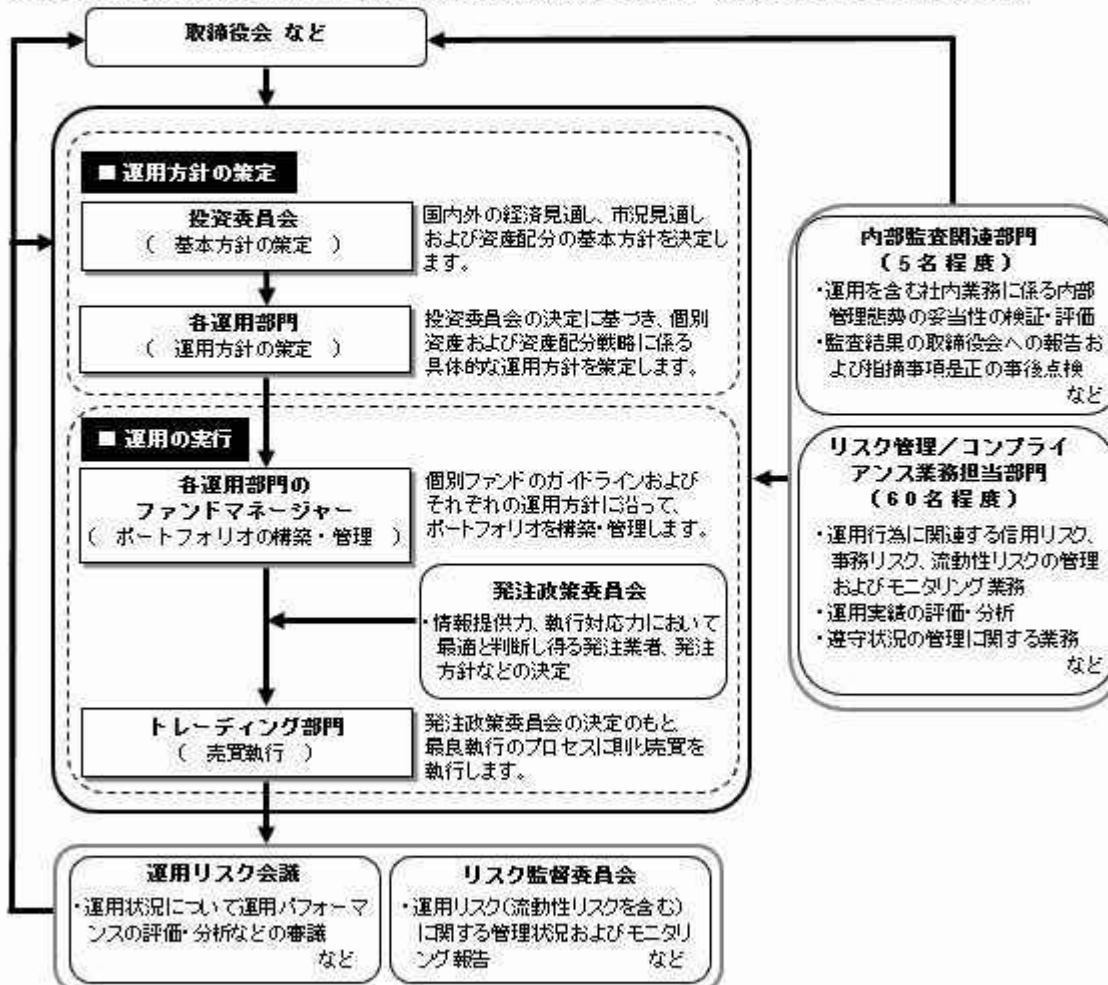 取締役会 など
■ 運用方針の策定
投資委員会
( 基本方針の策定 )
国内外の経済見通し、市況見通し
および資産配分の基本方針を決定し
ます。
各運用部門
( 運用方針の策定 )
投資委員会の決定に基づき、個別
資産および資産配分戦略に係る
具体的な運用方針を策定します。
■ 運用の実行
各運用部門の
ファンドマネージャー
( ポートフォリオの構築・管理 )
個別ファンドのガイドラインおよび
それぞれの運用方針に沿って、
ポートフォリオを構築・管理します。
発注政策委員会
・情報提供力、執行対応力において
最適と判断し得る発注業者、発注
方針などの決定
トレーディング部門
( 売買執行 )
発注政策委員会の決定のもと、
最良執行のプロセスに則り売買を
執行します。
内部監査関連部門
(5名程度)
・運用を含む社内業務に係る内部
管理態勢の妥当性の検証・評価
・監査結果の取締役会への報告お
よび指摘事項是正の事後点検
など
リスク管理/コンプライ
アンス業務担当部門
(60名程度)
・運用行為に関連する信用リスク、
事務リスク、流動性リスクの管理
およびモニタリング業務
・運用実績の評価・分析
・遵守状況の管理に関する業務
など
運用リスク会議
・運用状況について運用パフォーマ
ンスの評価・分析などの審議
など
リスク監督委員会
・運用リスク(流動性リスクを含む)
に関する管理状況およびモニタリ
ング報告 など